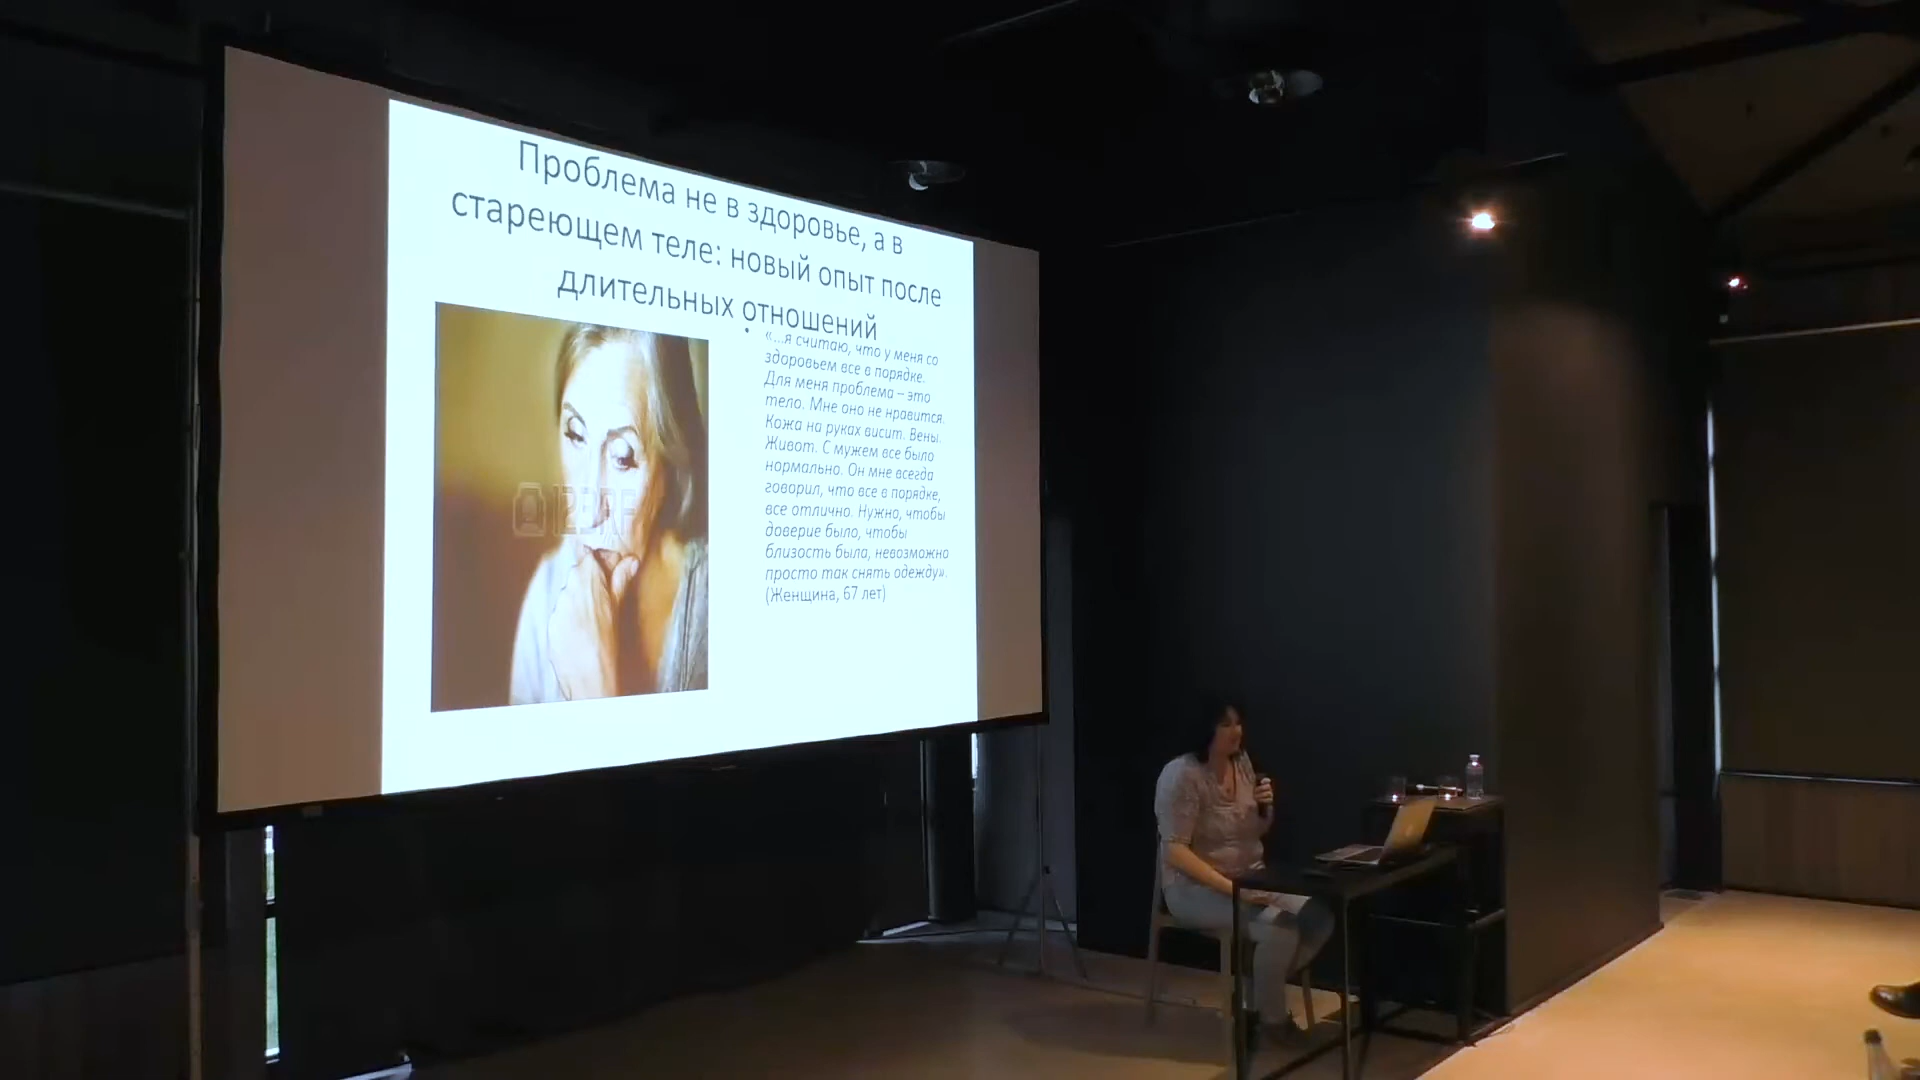 Проблема не в здоровье, а в
стареющем теле: новый опыт после
длительных отношений
• «...я считаю, что у меня со
здоровьем все в порядке.
Для меня проблема – это
тело. Мне оно не нравится.
Кожа на руках висит. Вены.
Живот. С мужем все было
нормально. Он мне всегда
говорил, что все в порядке,
все отлично. Нужно, чтобы
доверие было, чтобы
близость была, невозможно
просто так снять одежду».
(Женщина, 67 лет)
123RF